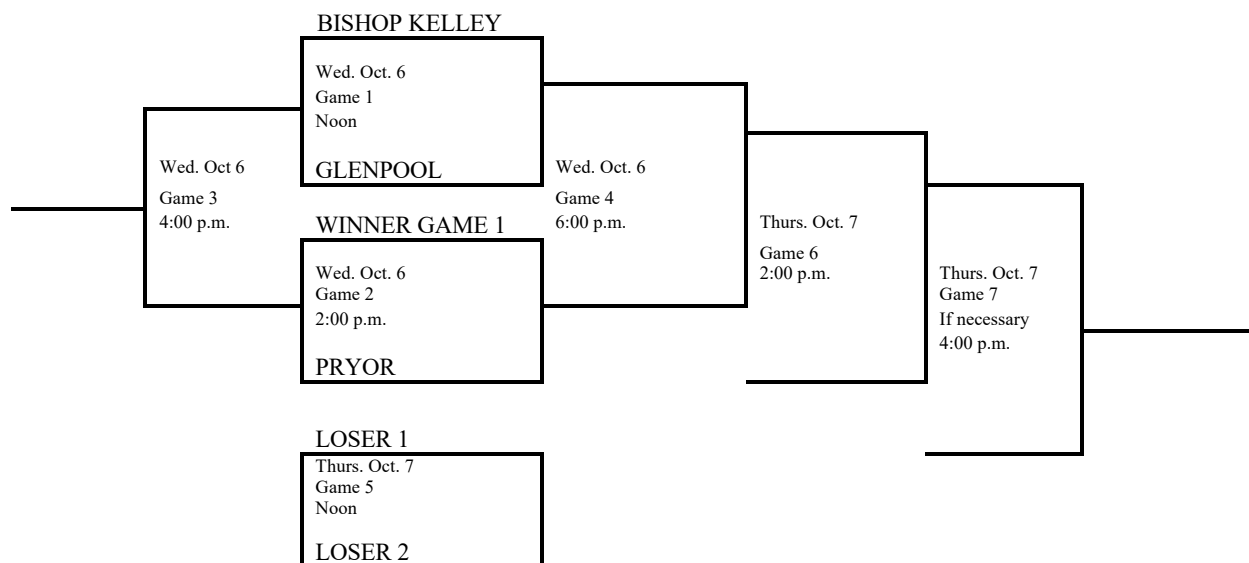 BISHOP KELLEY
Wed. Oct. 6
Game 1
Noon
GLENPOOL
Wed. Oct 6
Game 3
4:00 p.m.
WINNER GAME 1
Wed. Oct. 6
Game 2
2:00 p.m.
PRYOR
Wed. Oct. 6
Game 4
6:00 p.m.
Thurs. Oct. 7
Game 6
2:00 p.m.
Thurs. Oct. 7
Game 7
If necessary
4:00 p.m.
LOSER 1
Thurs. Oct. 7
Game 5
Noon
LOSER 2